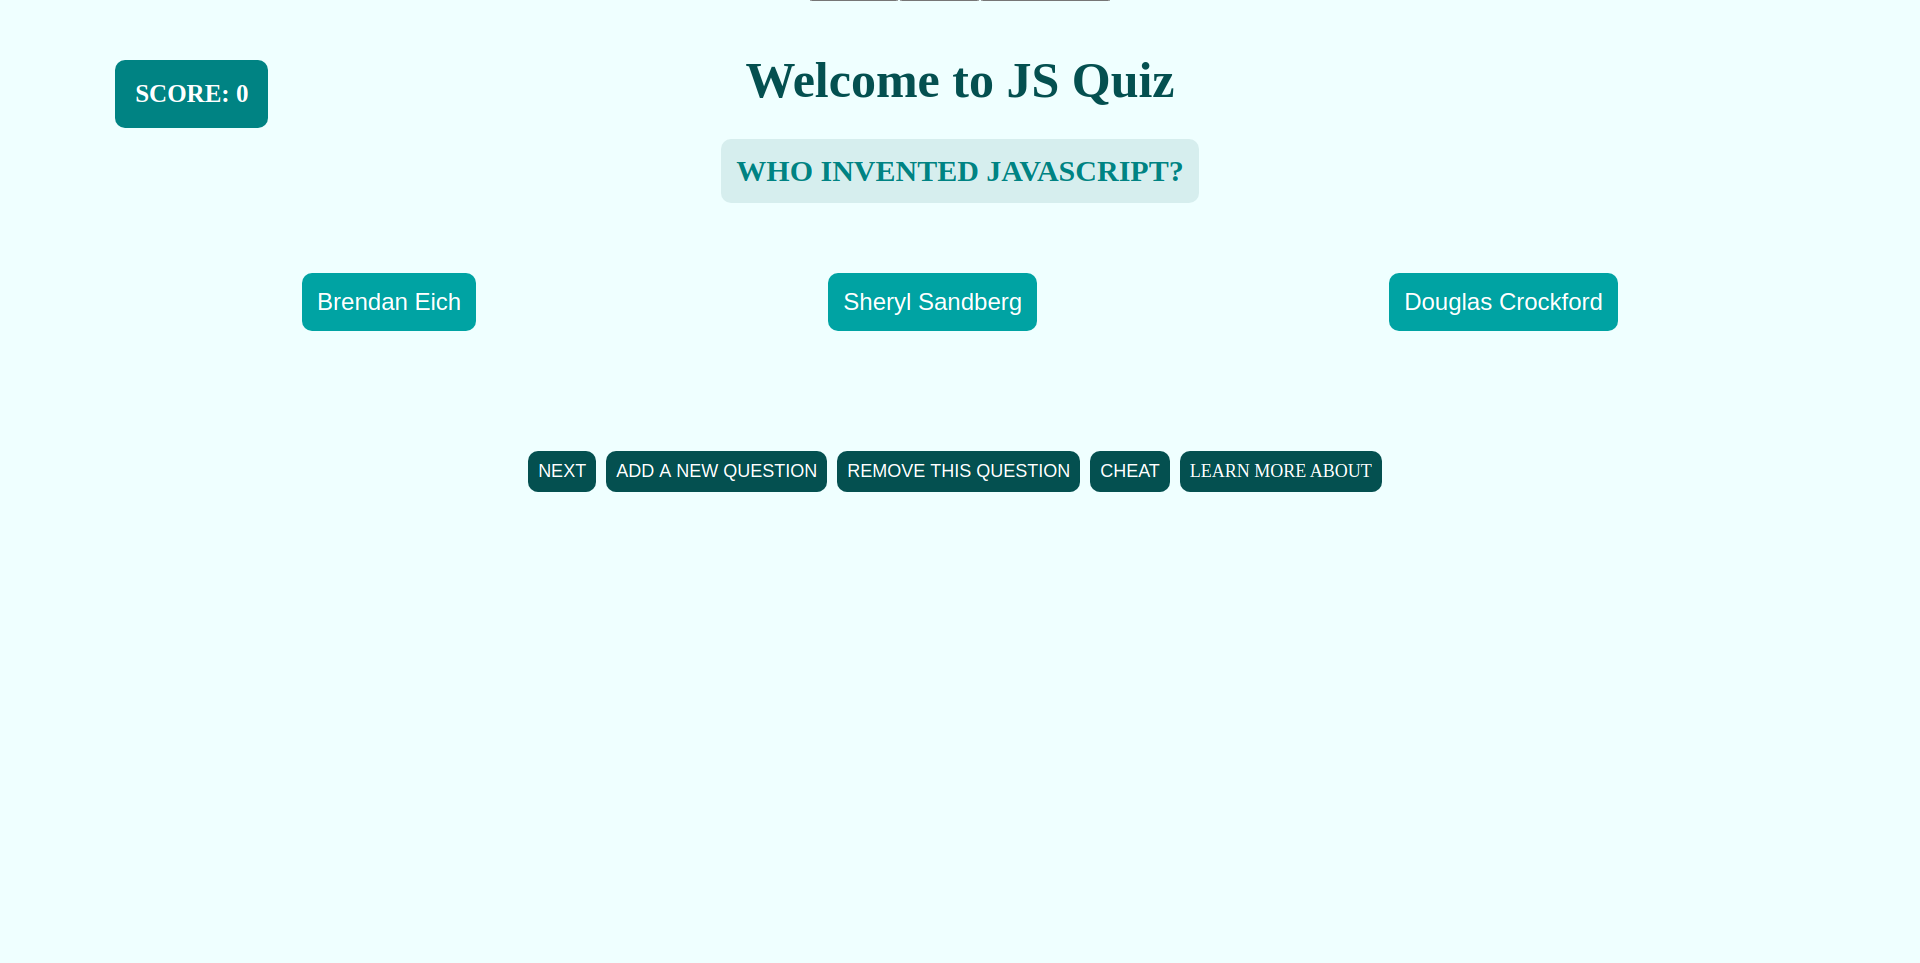 SCORE: 0
Welcome to JS Quiz
WHO INVENTED JAVASCRIPT?
Brendan Eich
Sheryl Sandberg
Douglas Crockford
NEXT
ADD A NEW QUESTION
REMOVE THIS QUESTION
CHEAT
LEARN MORE ABOUT